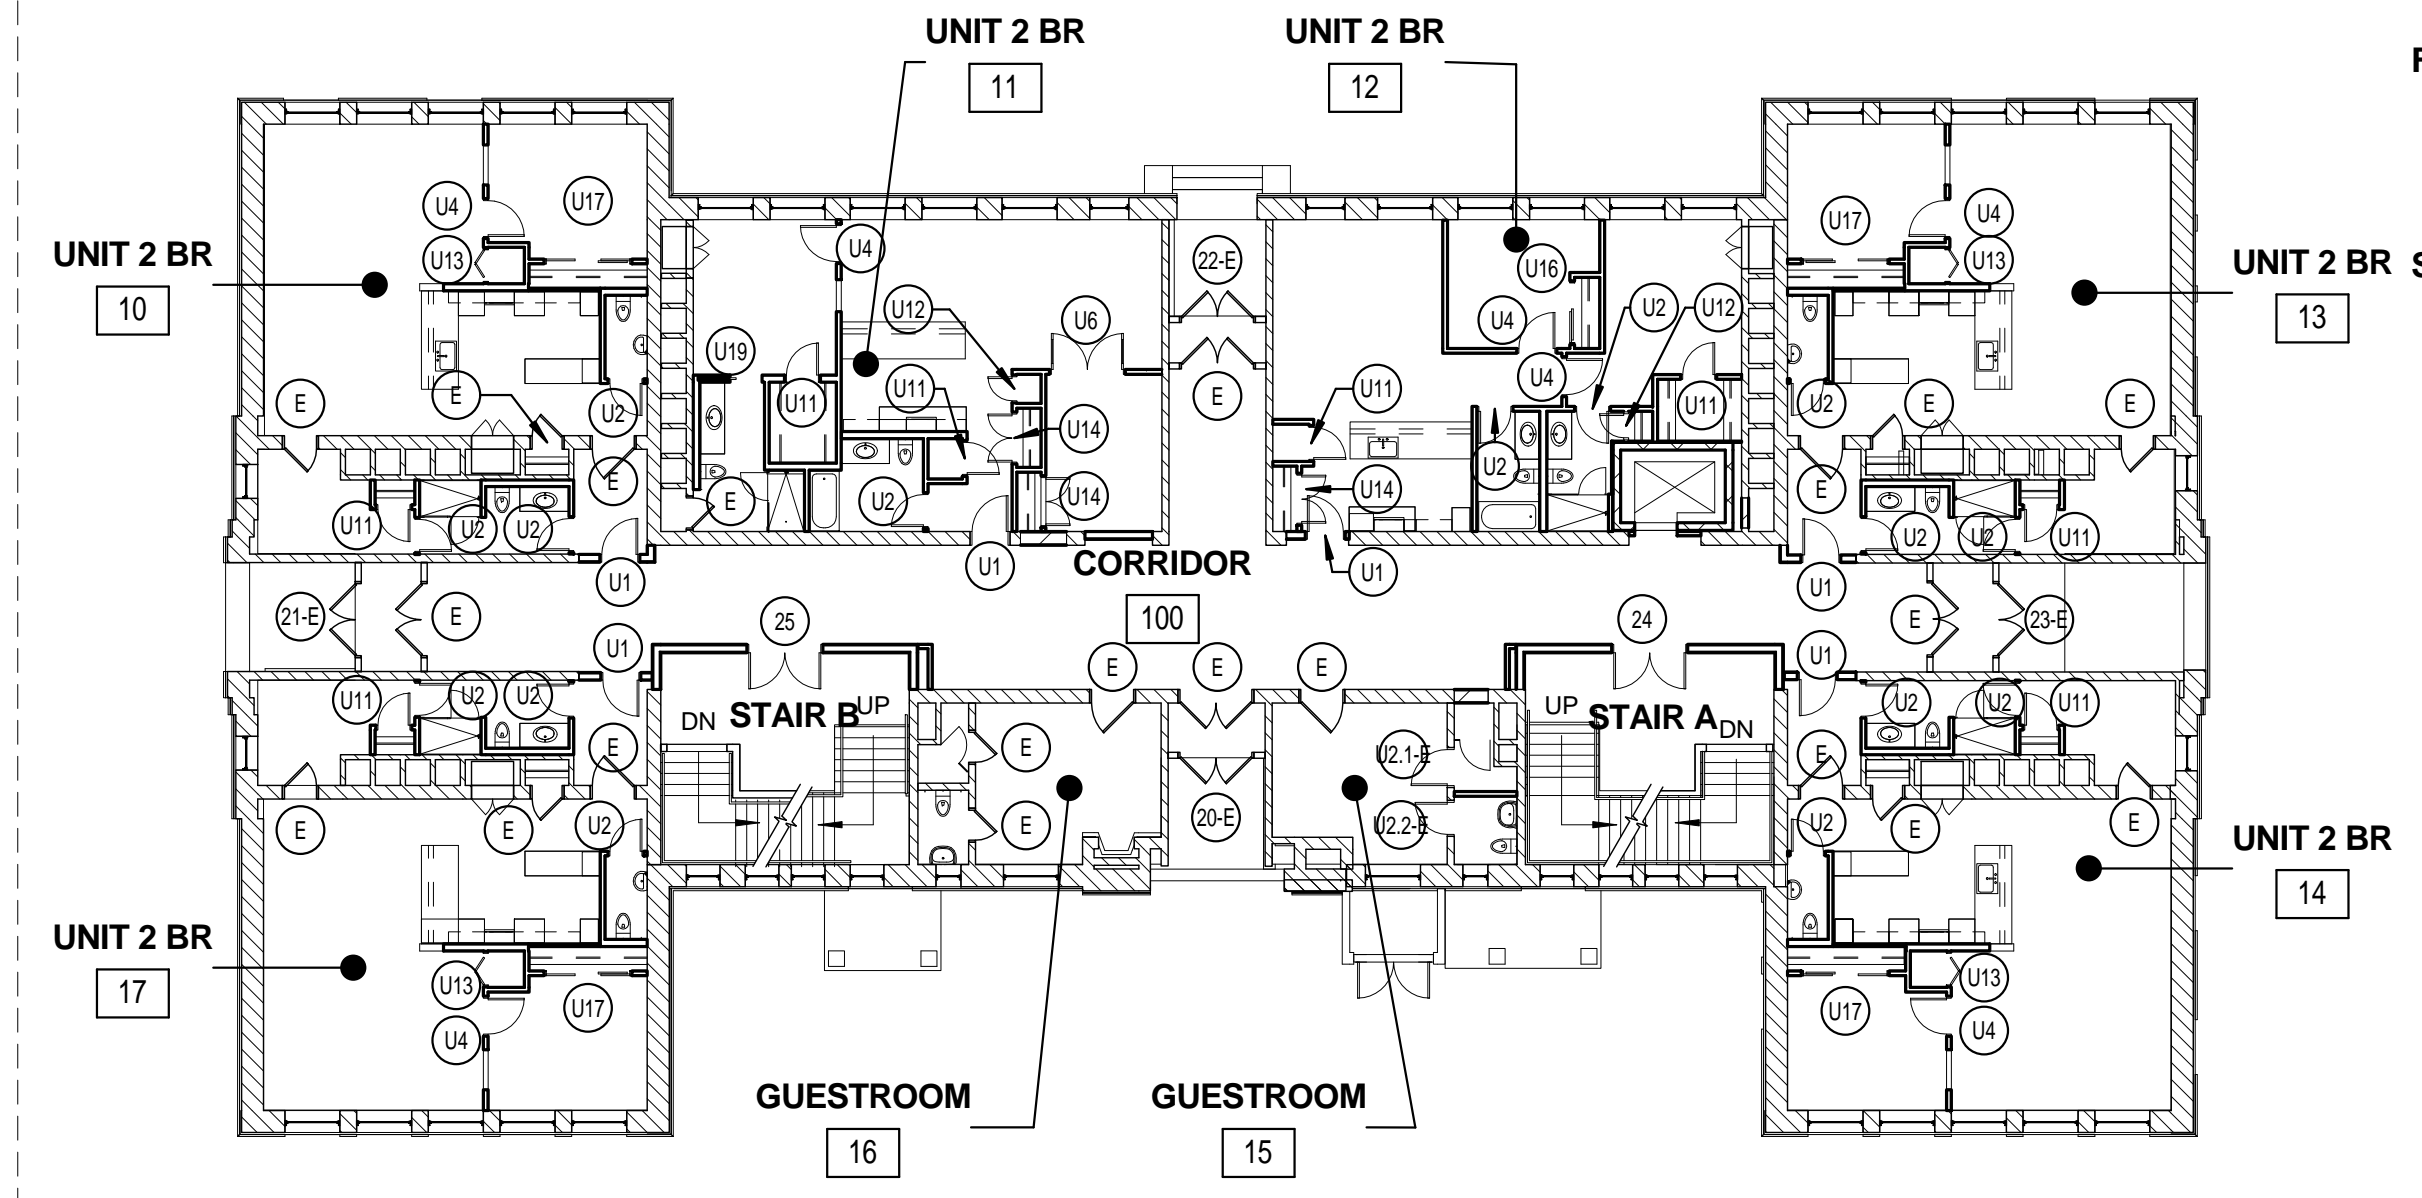 UNIT 2 BR
11
UNIT 2 BR
12
UNIT 2 BR
10
UNIT 2 BR
13
U4
U17
U13
E
E
U2
E
U11
U2
U2
U4
U12
U6
U19
U11
U11
U14
U14
E
U2
U1
22-E
E
U16
U4
U2
U12
U4
U11
U11
U14
U2
U1
U17
U4
U13
U2
E
E
E
U2
U2
U11
U1
CORRIDOR
100
21-E
E
U1
U1
25
24
E
23-E
U1
E
E
E
U11
U2
U2
E
DN
STAIR B
UP
UP
STAIR A
DN
U2
U2
U11
E
E
E
20-E
U2.1-E
U2.2-E
E
E
U2
U2
E
E
UNIT 2 BR
14
UNIT 2 BR
17
U13
U4
U17
U17
U13
U4
GUESTROOM
16
GUESTROOM
15